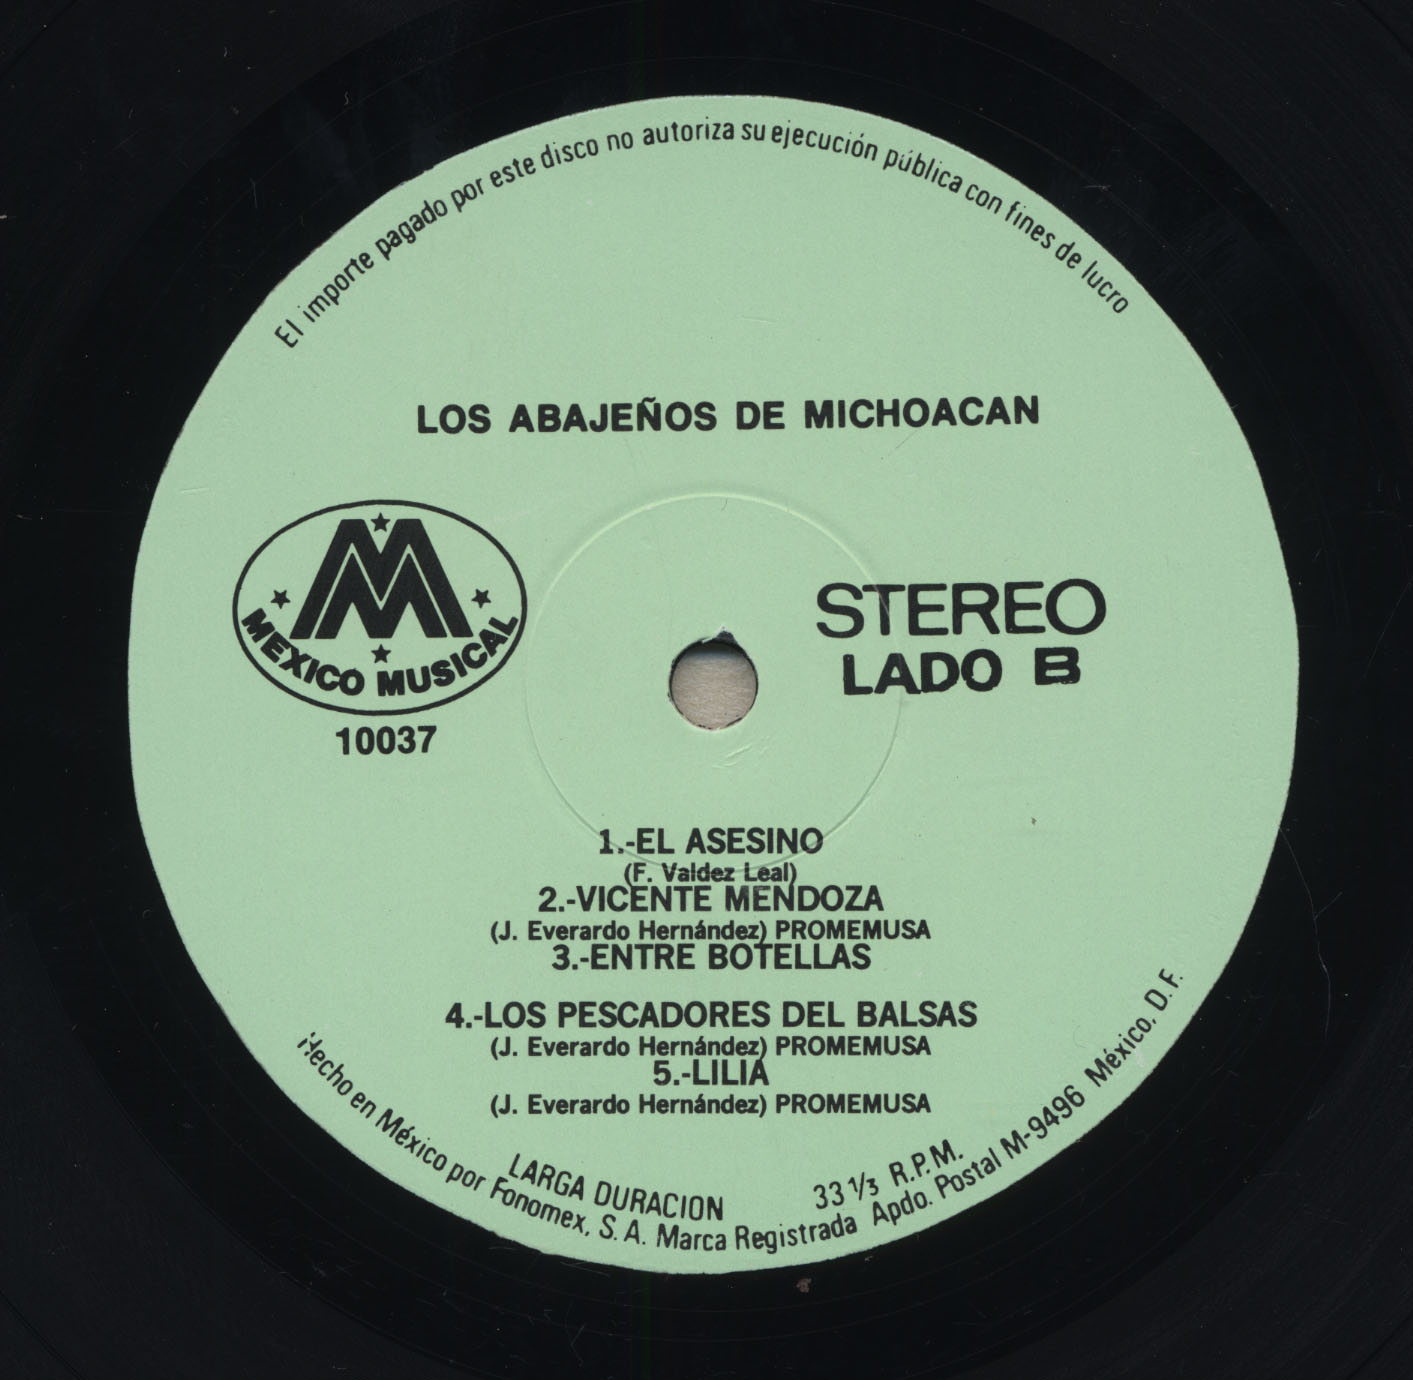 El importe pagado por este disco no autoriza su ejecución pública con fines de lucro
LOS ABAJEÑOS DE MICHOACAN
MM
MEXICO MUSICAL
10037
STEREO
LADO B
1.-EL ASESINO
(F. Valdez Leal)
2.-VICENTE MENDOZA
(J. Everardo Hernández) PROMEMUSA
3.-ENTRE BOTELLAS
4.-LOS PESCADORES DEL BALSAS
(J. Everardo Hernández) PROMEMUSA
5.-LILIA
(J. Everardo Hernández) PROMEMUSA
LARGA DURACION 33 1/3 R.P.M.
Hecho en México por Fonomex, S. A. Marca Registrada Apdo. Postal M-9496 México, D. F.